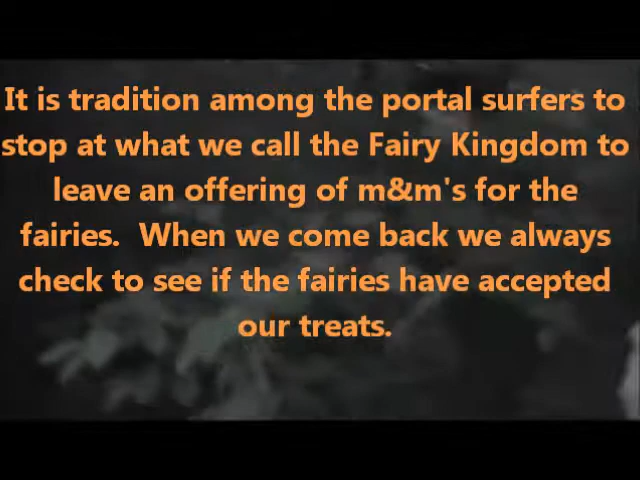 It is tradition among the portal surfers to
stop at what we call the Fairy Kingdom to
leave an offering of m&m's for the
fairies.  When we come back we always
check to see if the fairies have accepted
our treats.